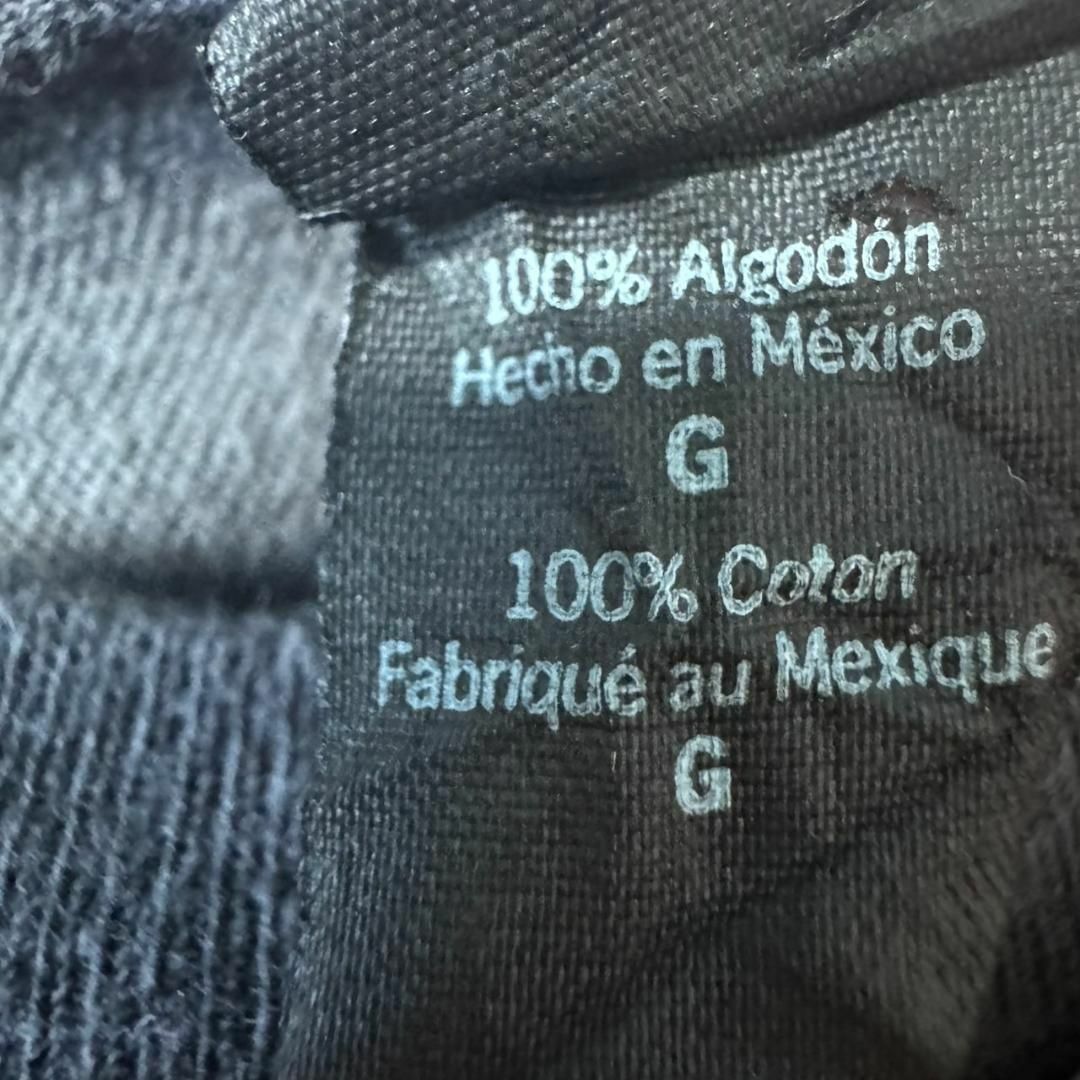 100% Algodón
Hecho en México
G
100% Coton
Fabriqué au Mexique
G